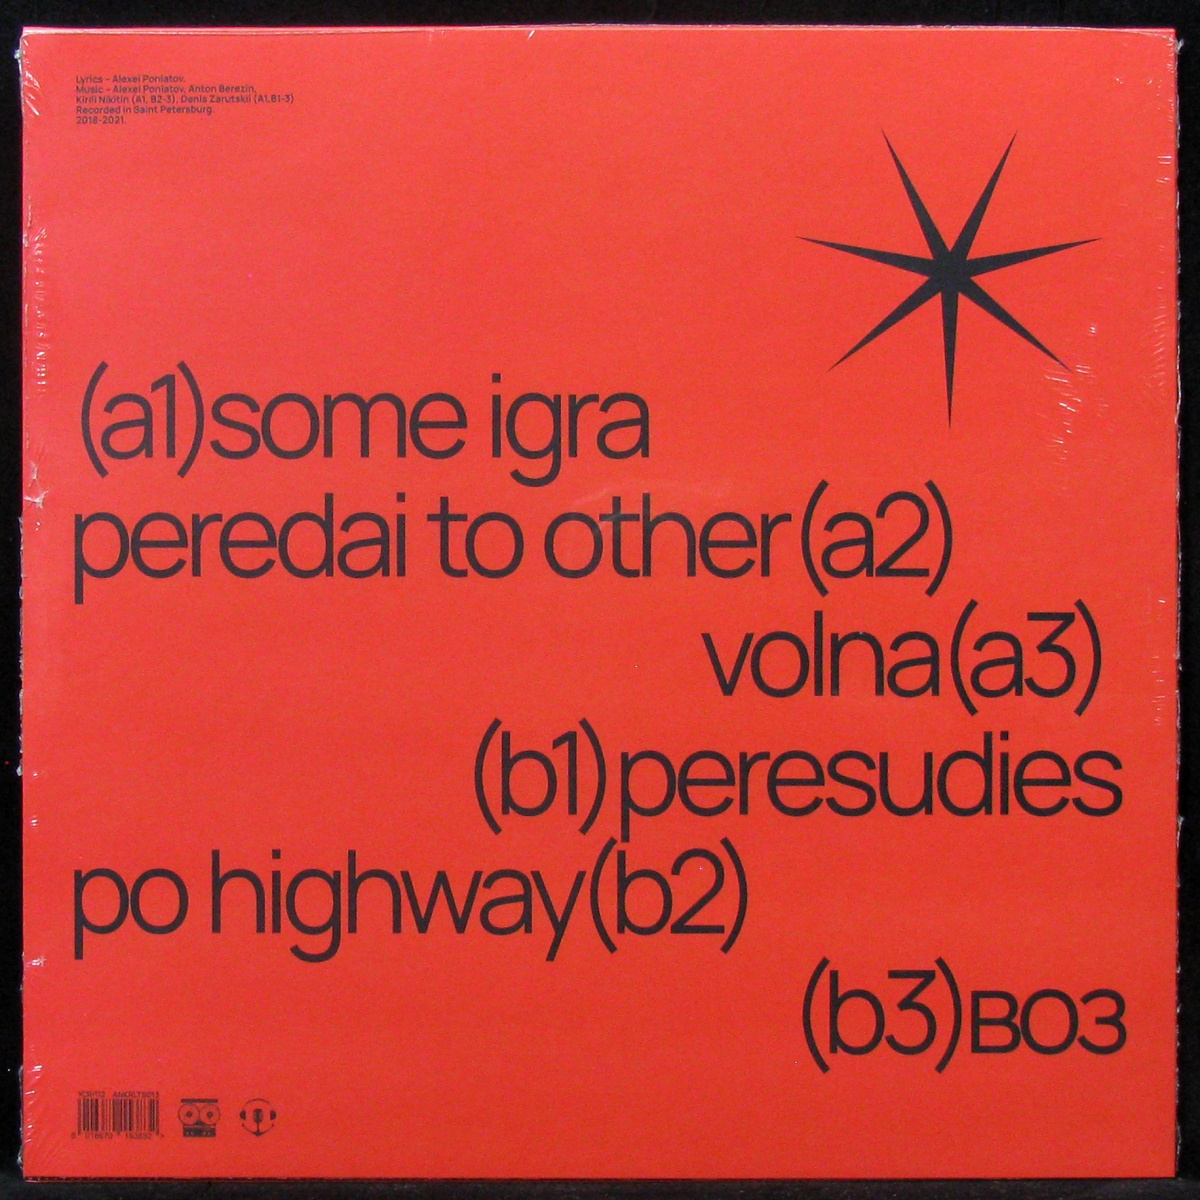 Lyrics – Alexei Poniatov.
Music – Alexei Poniatov, Anton Berezin,
Kirill Nikitin (A1, B2-3), Denis Zarutskii (A1,B1-3)
Recorded in Saint Petersburg.
2018-2021.
(a1)some igra
peredai to other(a2)
volna(a3)
(b1)peresudies
po highway(b2)
(b3)воз